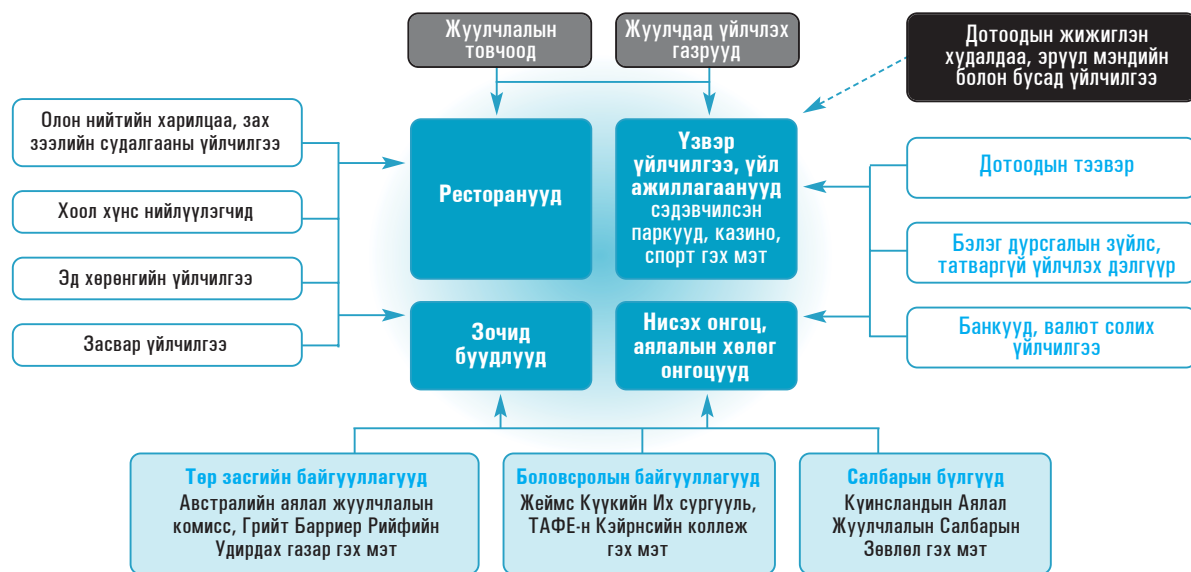 Жуулчлалын
товчоод
Жуулчдад үйлчлэх
газрууд
Дотоодын жижиглэн
худалдаа, эрүүл мэндийн
болон бусад үйлчилгээ
Олон нийтийн харилцаа, зах
зээлийн судалгааны үйлчилгээ
Хоол хүнс нийлүүлэгчид
Эд хөрөнгийн үйлчилгээ
Засвар үйлчилгээ
Ресторанууд
Үзвэр
үйлчилгээ, үйл
ажиллагаанууд
сэдэвчилсэн
паркууд, казино,
спорт гэх мэт
Зочид
буудлууд
Нисэх онгоц,
аялалын хөлөг
онгоцууд
Дотоодын тээвэр
Бэлэг дурсгалын зүйлс,
татваргүй үйлчлэх дэлгүүр
Банкууд, валют солих
үйлчилгээ
Төр засгийн байгууллагууд
Австралийн аялал жуулчлалын
комисс, Грийт Барриер Рийфийн
Удирдах газар гэх мэт
Боловсролын байгууллагууд
Жеймс Күүкийн Их сургууль,
ТАФЕ-н Кэйрнсийн коллеж
гэх мэт
Салбарын бүлгүүд
Күинсландын Аялал
Жуулчлалын Салбарын
Зөвлөл гэх мэт